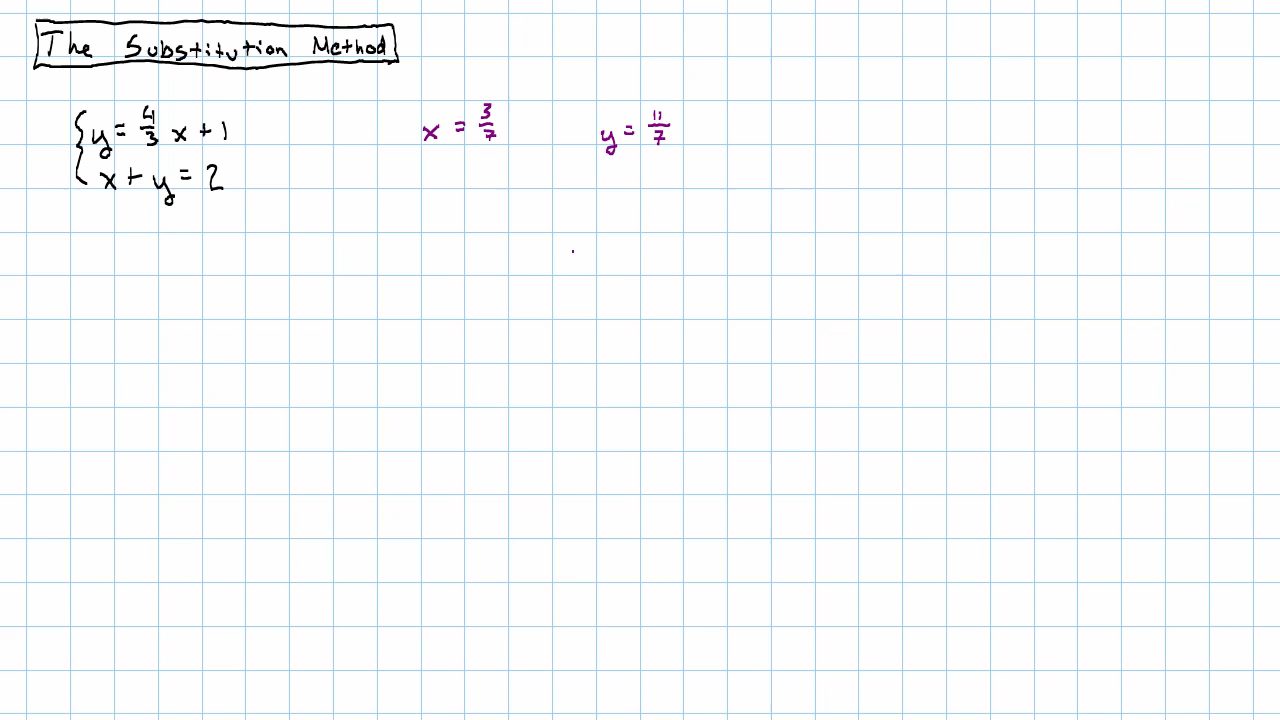 The Substitution Method
y = 4/3 x + 1 x = 3/7 y = 11/7
x + y = 2